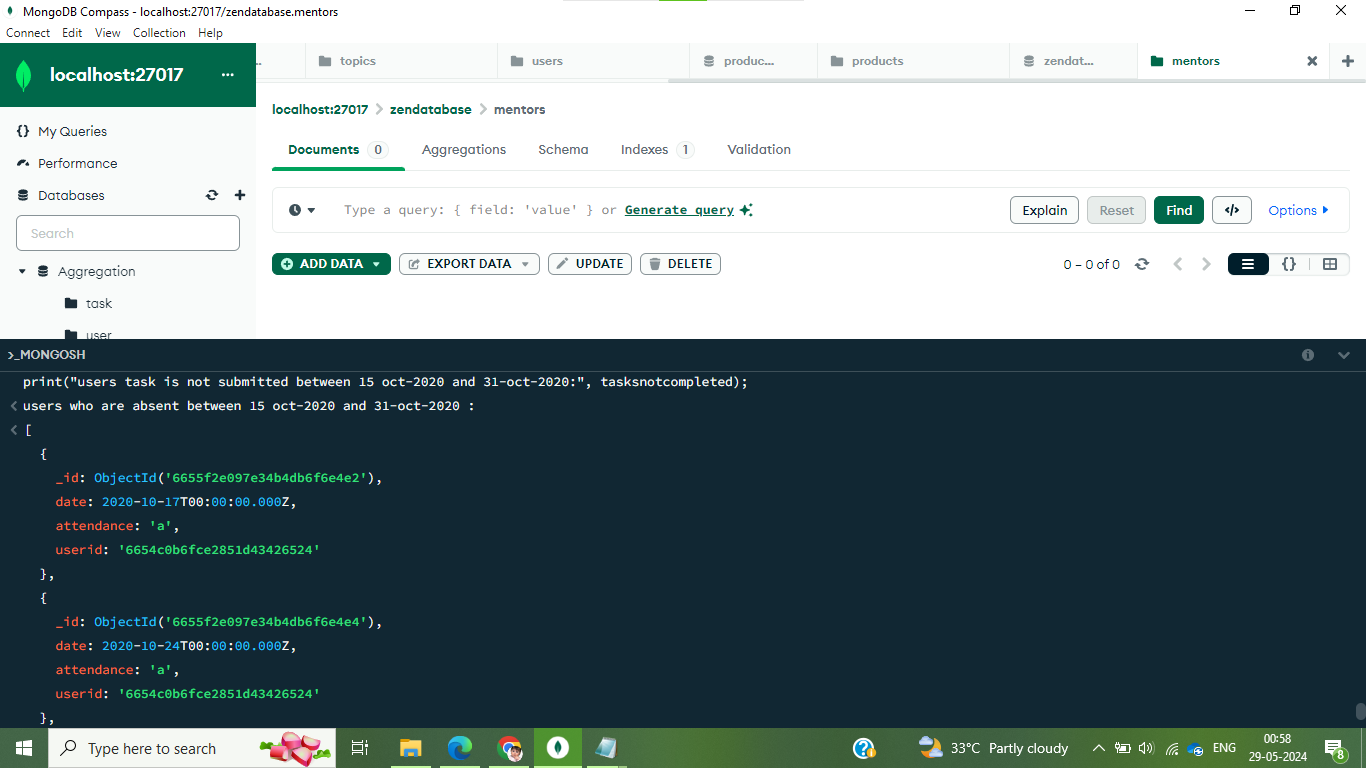 MongoDB Compass - localhost:27017/zendatabase.mentors
Connect Edit View Collection Help
localhost:27017 ...
... topics users produc... products zendat... mentors
My Queries
Performance
Databases
Search
Aggregation
task
user
localhost:27017 > zendatabase > mentors
Documents 0 Aggregations Schema Indexes 1 Validation
Type a query: { field: 'value' } or Generate query
Explain Reset Find </> Options
ADD DATA EXPORT DATA UPDATE DELETE
0 – 0 of 0 {}
>_MONGOSH
print("users task is not submitted between 15 oct-2020 and 31-oct-2020:", tasksnotcompleted);
< users who are absent between 15 oct-2020 and 31-oct-2020 :
< [
{
_id: ObjectId('6655f2e097e34b4db6f6e4e2'),
date: 2020-10-17T00:00:00.000Z,
attendance: 'a',
userid: '6654c0b6fce2851d43426524'
},
{
_id: ObjectId('6655f2e097e34b4db6f6e4e4'),
date: 2020-10-24T00:00:00.000Z,
attendance: 'a',
userid: '6654c0b6fce2851d43426524'
},
Type here to search
33°C Partly cloudy
ENG
00:58
29-05-2024
8